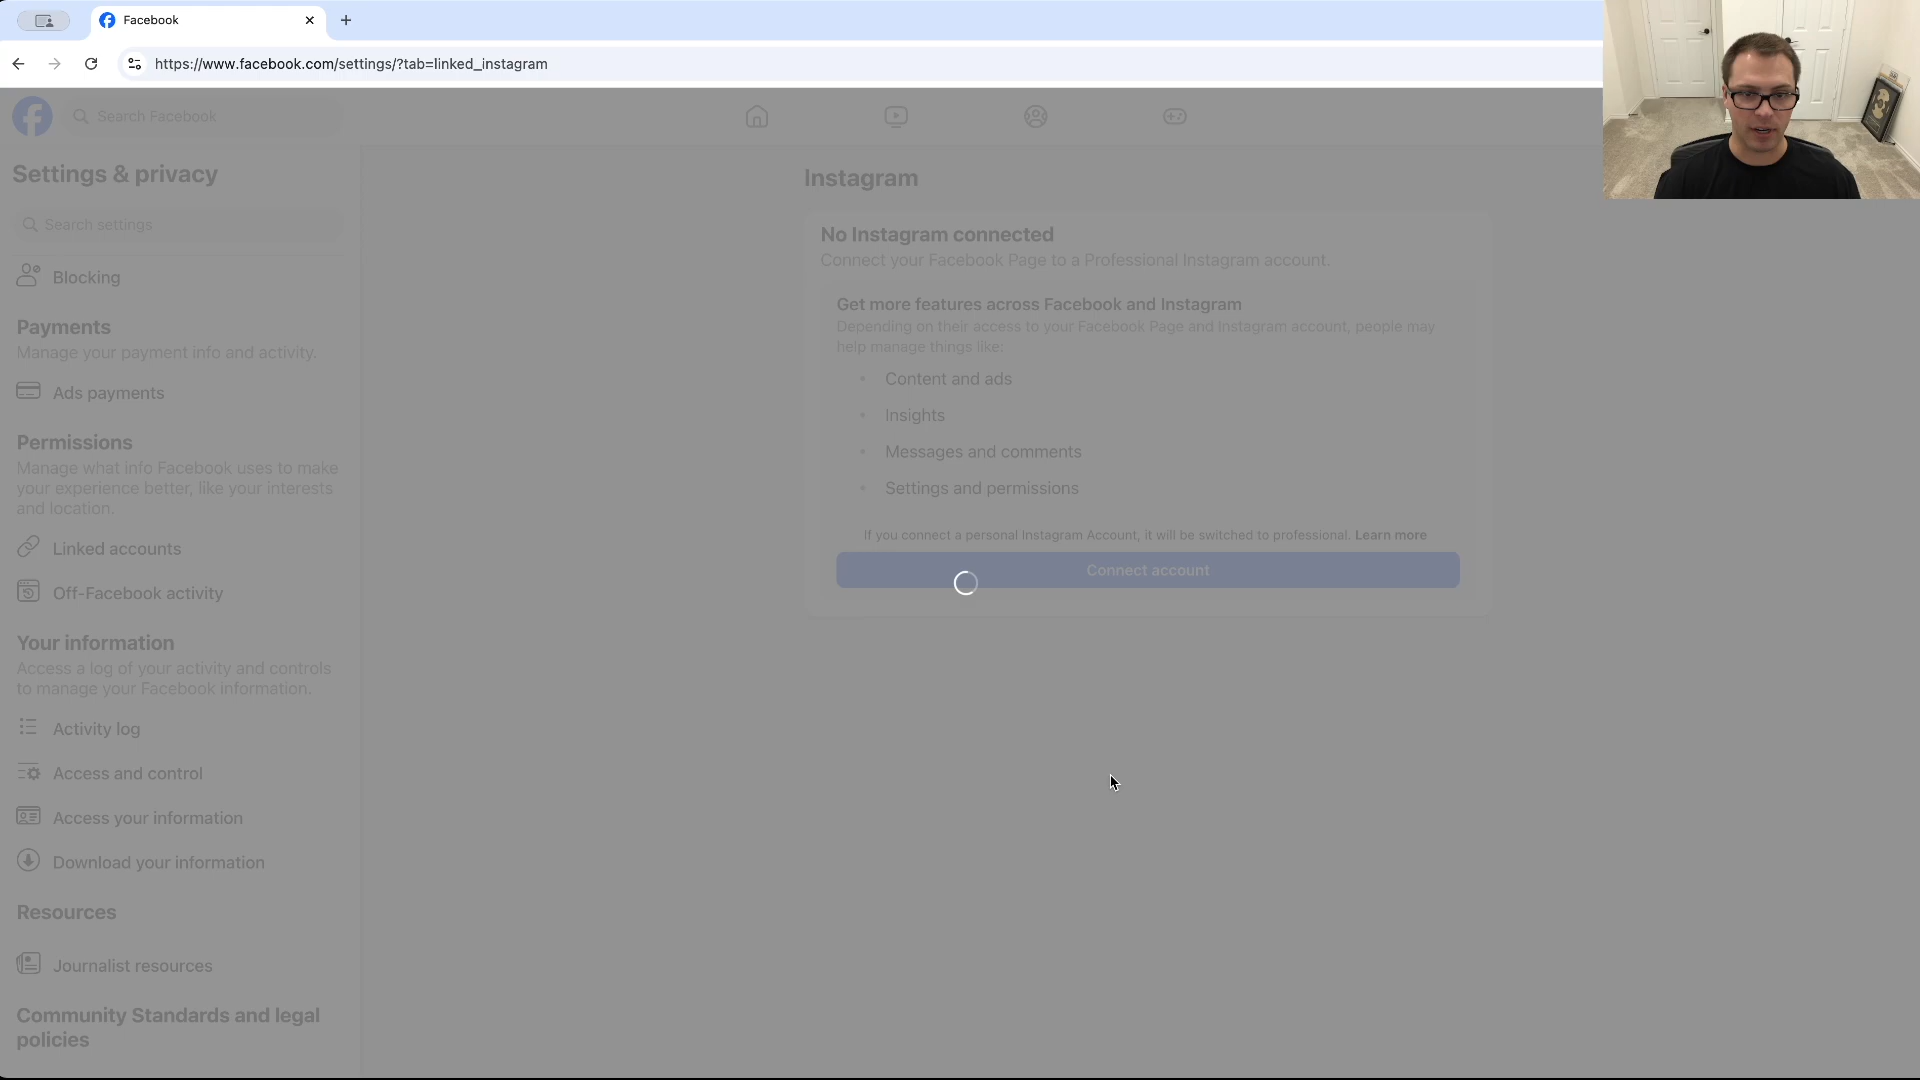 Facebook
https://www.facebook.com/settings/?tab=linked_instagram
Search Facebook
Settings & privacy
Search settings
Blocking
Payments
Manage your payment info and activity.
Ads payments
Permissions
Manage what info Facebook uses to make
your experience better, like your interests
and location.
Linked accounts
Off-Facebook activity
Your information
Access a log of your activity and controls
to manage your Facebook information.
Activity log
Access and control
Access your information
Download your information
Resources
Journalist resources
Community Standards and legal
policies
Instagram
No Instagram connected
Connect your Facebook Page to a Professional Instagram account.
Get more features across Facebook and Instagram
Depending on their access to your Facebook Page and Instagram account, people may
help manage things like:
• Content and ads
• Insights
• Messages and comments
• Settings and permissions
If you connect a personal Instagram Account, it will be switched to professional. Learn more
Connect account